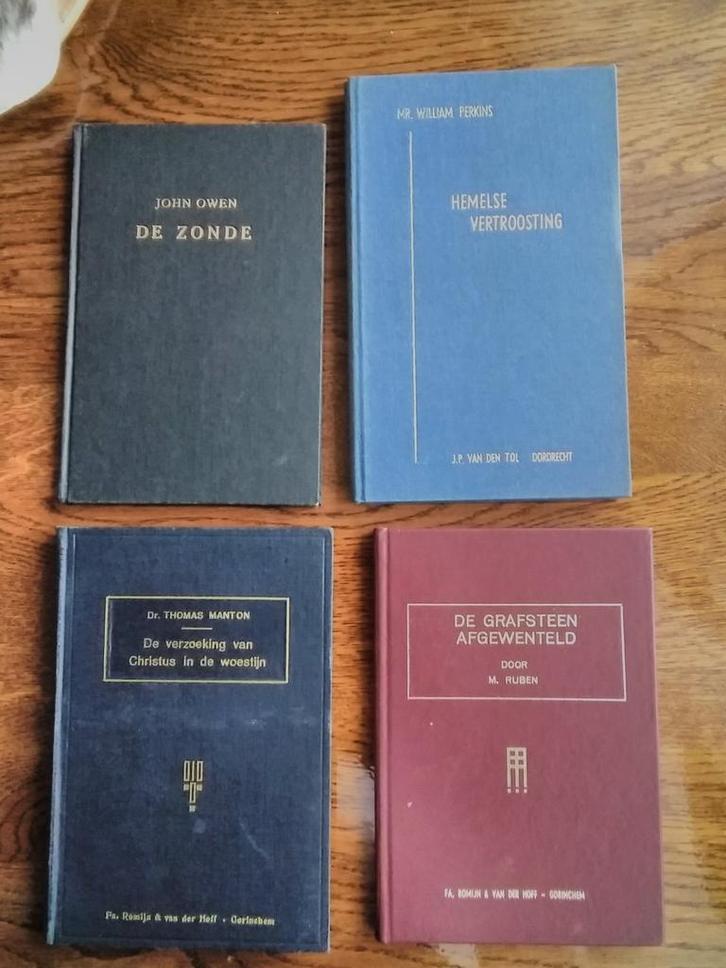 JOHN OWEN
DE ZONDE
MR. WILLIAM PERKINS
HEMELSE
VERTROOSTING
J.P. VAN DEN TOL DORDRECHT
Dr. THOMAS MANTON
De verzoeking van
Christus in de woestijn
Fa. Romijn & van der Hoff - Gorinchem
DE GRAFSTEEN
AFGEWENTELD
DOOR
M. RUBEN
FA. ROMIJN & VAN DER HOFF - GORINCHEM